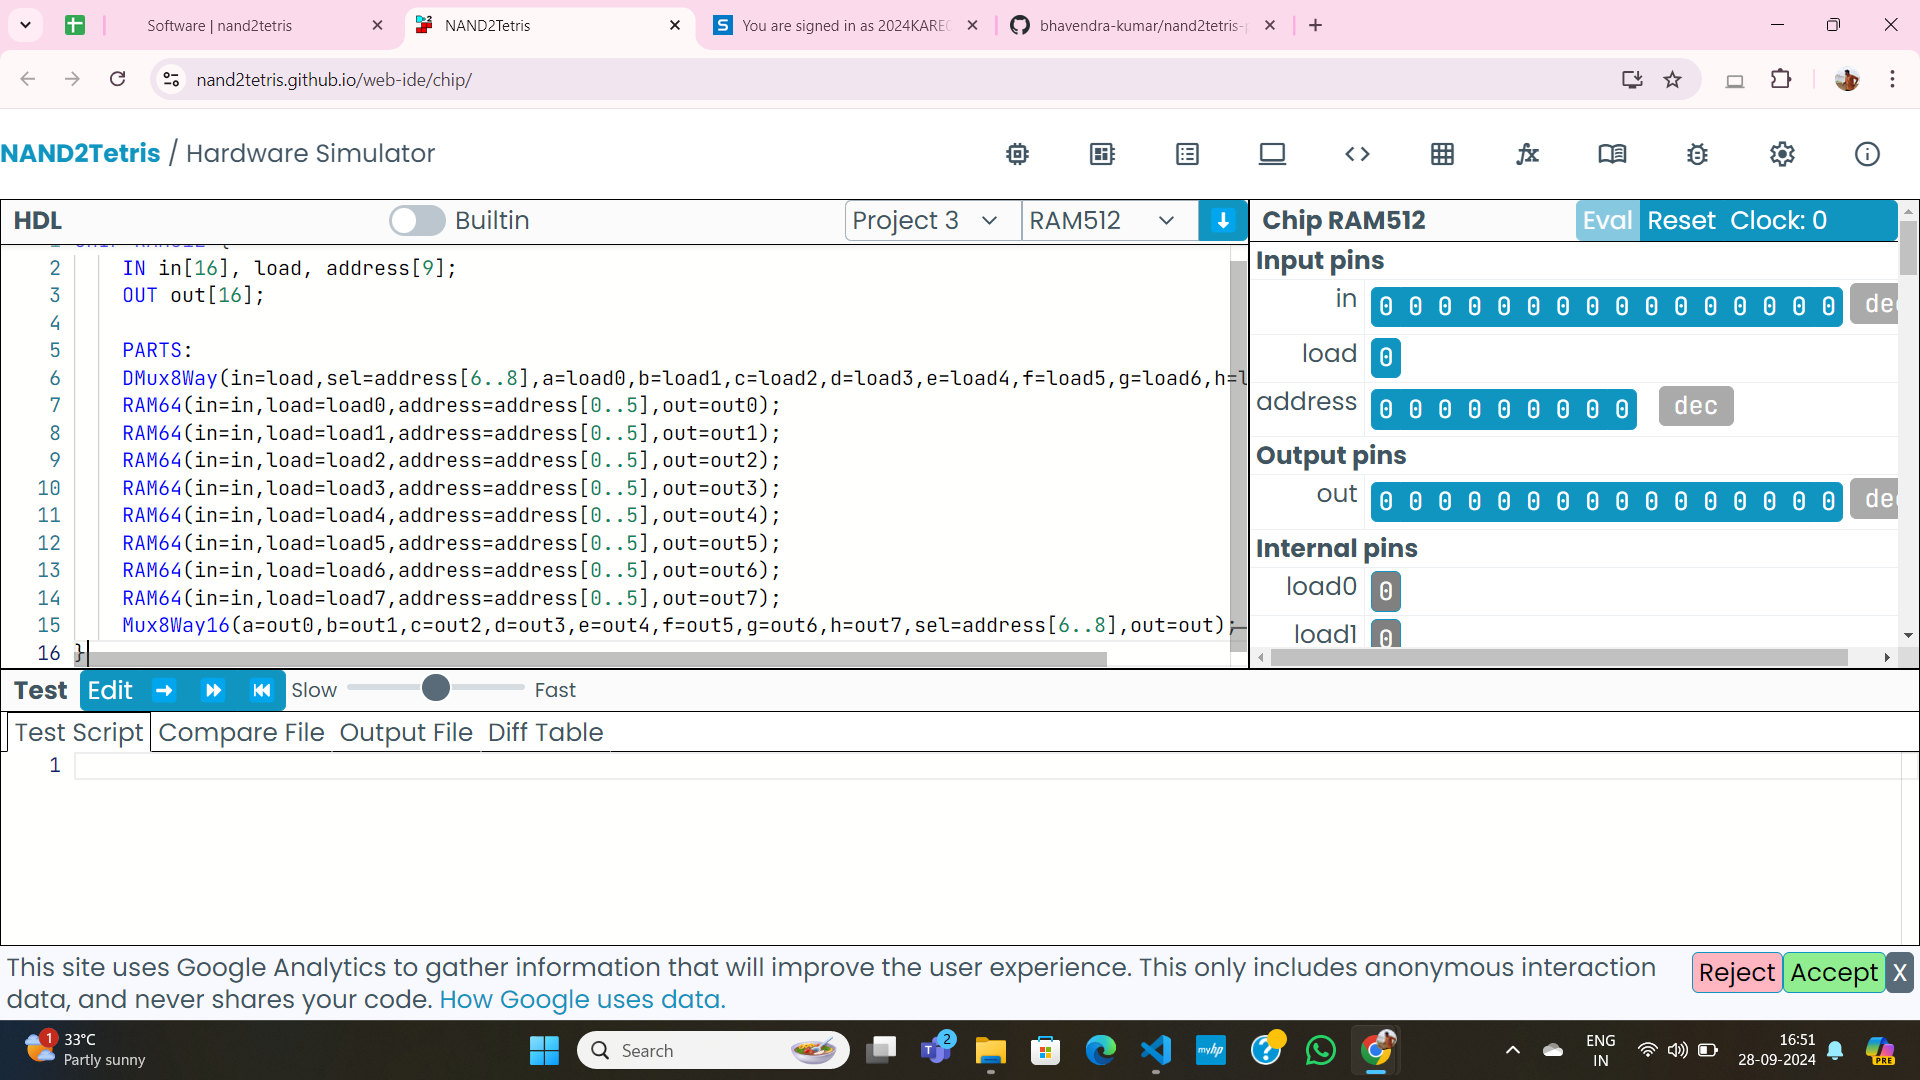 Software | nand2tetris
NAND2Tetris
You are signed in as 2024KARE
bhavendra-kumar/nand2tetris-
nand2tetris.github.io/web-ide/chip/
NAND2Tetris / Hardware Simulator
HDL
Builtin
Project 3
RAM512
Chip RAM512
Eval
Reset
Clock: 0
2 IN in[16], load, address[9];
3 OUT out[16];
4
5 PARTS:
6 DMux8Way(in=load,sel=address[6..8],a=load0,b=load1,c=load2,d=load3,e=load4,f=load5,g=load6,h=l
7 RAM64(in=in,load=load0,address=address[0..5],out=out0);
8 RAM64(in=in,load=load1,address=address[0..5],out=out1);
9 RAM64(in=in,load=load2,address=address[0..5],out=out2);
10 RAM64(in=in,load=load3,address=address[0..5],out=out3);
11 RAM64(in=in,load=load4,address=address[0..5],out=out4);
12 RAM64(in=in,load=load5,address=address[0..5],out=out5);
13 RAM64(in=in,load=load6,address=address[0..5],out=out6);
14 RAM64(in=in,load=load7,address=address[0..5],out=out7);
15 Mux8Way16(a=out0,b=out1,c=out2,d=out3,e=out4,f=out5,g=out6,h=out7,sel=address[6..8],out=out);
16 }
Input pins
in 0 0 0 0 0 0 0 0 0 0 0 0 0 0 0 0 dec
load 0
address 0 0 0 0 0 0 0 0 0 dec
Output pins
out 0 0 0 0 0 0 0 0 0 0 0 0 0 0 0 0 dec
Internal pins
load0 0
load1 0
Test
Edit
Slow
Fast
Test Script
Compare File
Output File
Diff Table
1
This site uses Google Analytics to gather information that will improve the user experience. This only includes anonymous interaction
data, and never shares your code. How Google uses data.
Reject
Accept
X
1
33°C
Partly sunny
Search
2
myhp
ENG
IN
16:51
28-09-2024
PRE